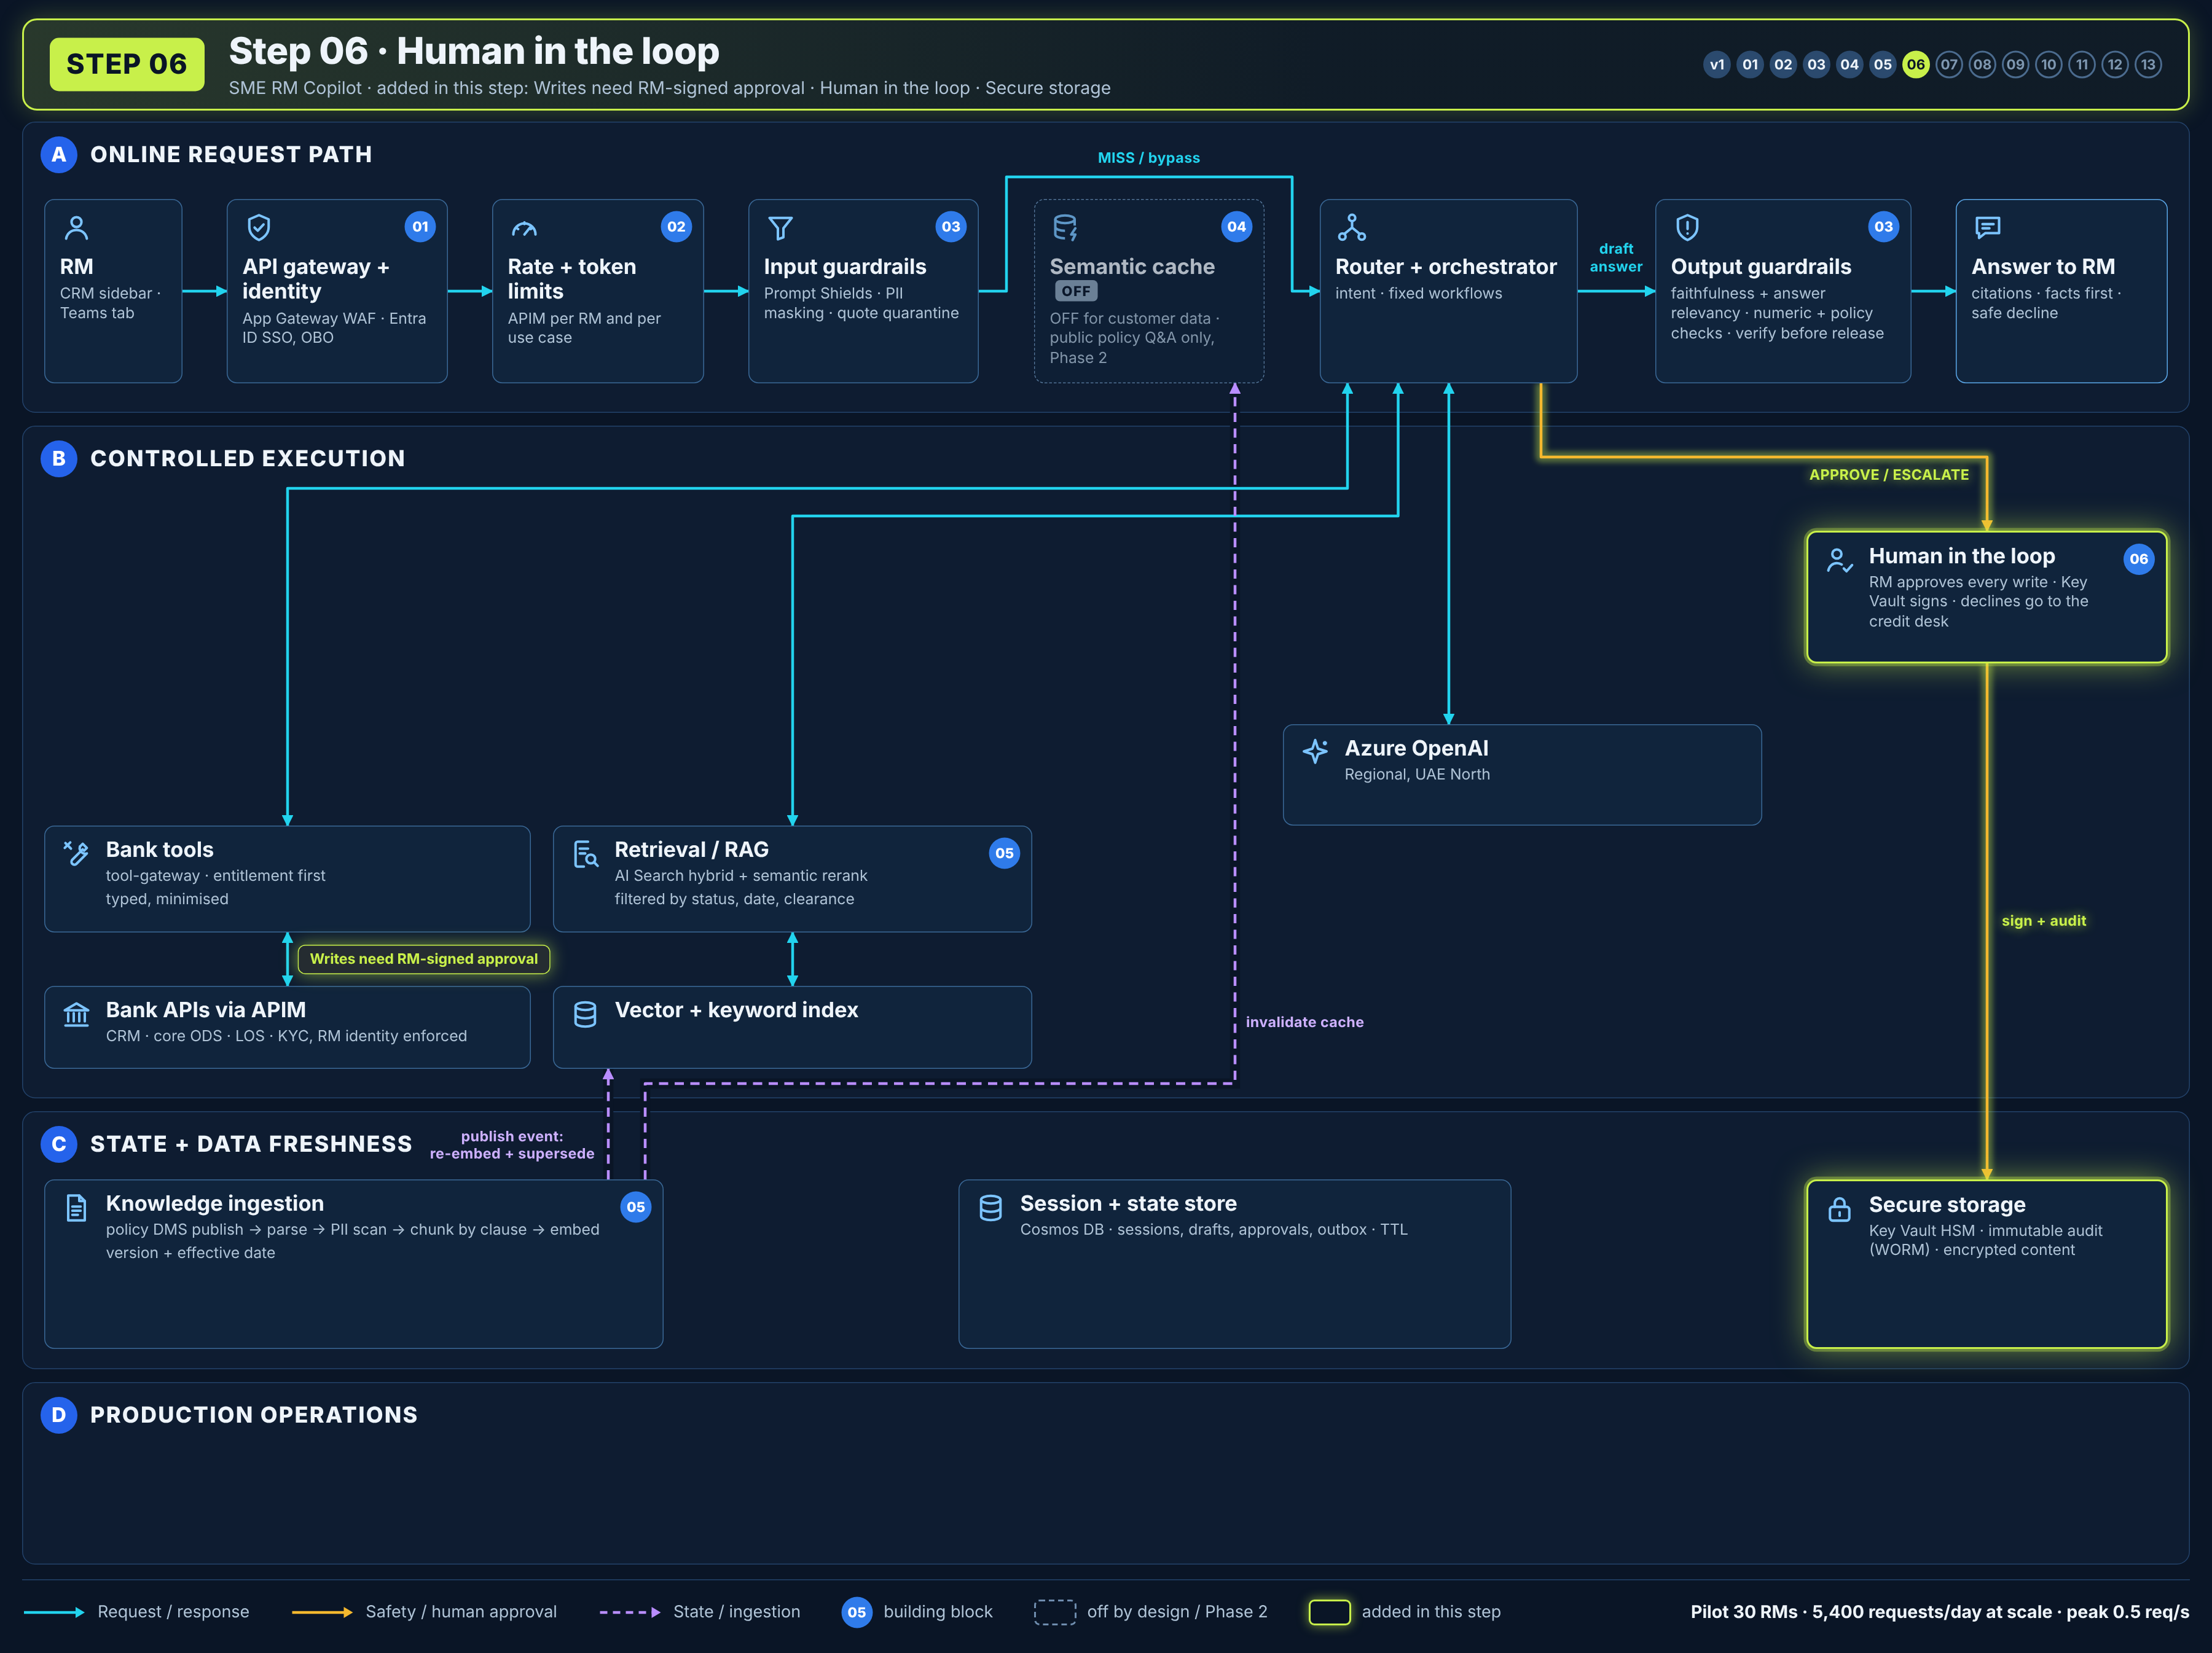 STEP 06
Step 06 · Human in the loop
SME RM Copilot · added in this step: Writes need RM-signed approval · Human in the loop · Secure storage
v1 01 02 03 04 05 06 07 08 09 10 11 12 13
A ONLINE REQUEST PATH
MISS / bypass
RM
CRM sidebar ·
Teams tab
01
API gateway +
identity
App Gateway WAF · Entra
ID SSO, OBO
02
Rate + token
limits
APIM per RM and per
use case
03
Input guardrails
Prompt Shields · PII
masking · quote quarantine
04
Semantic cache
OFF
OFF for customer data ·
public policy Q&A only,
Phase 2
Router + orchestrator
intent · fixed workflows
draft
answer
03
Output guardrails
faithfulness + answer
relevancy · numeric + policy
checks · verify before release
Answer to RM
citations · facts first ·
safe decline
B CONTROLLED EXECUTION
APPROVE / ESCALATE
Human in the loop
06
RM approves every write · Key
Vault signs · declines go to the
credit desk
Azure OpenAI
Regional, UAE North
Bank tools
tool-gateway · entitlement first
typed, minimised
Retrieval / RAG
05
AI Search hybrid + semantic rerank
filtered by status, date, clearance
sign + audit
Writes need RM-signed approval
Bank APIs via APIM
CRM · core ODS · LOS · KYC, RM identity enforced
Vector + keyword index
invalidate cache
C STATE + DATA FRESHNESS
publish event:
re-embed + supersede
Knowledge ingestion
05
policy DMS publish → parse → PII scan → chunk by clause → embed
version + effective date
Session + state store
Cosmos DB · sessions, drafts, approvals, outbox · TTL
Secure storage
Key Vault HSM · immutable audit
(WORM) · encrypted content
D PRODUCTION OPERATIONS
Request / response
Safety / human approval
State / ingestion
05 building block
off by design / Phase 2
added in this step
Pilot 30 RMs · 5,400 requests/day at scale · peak 0.5 req/s